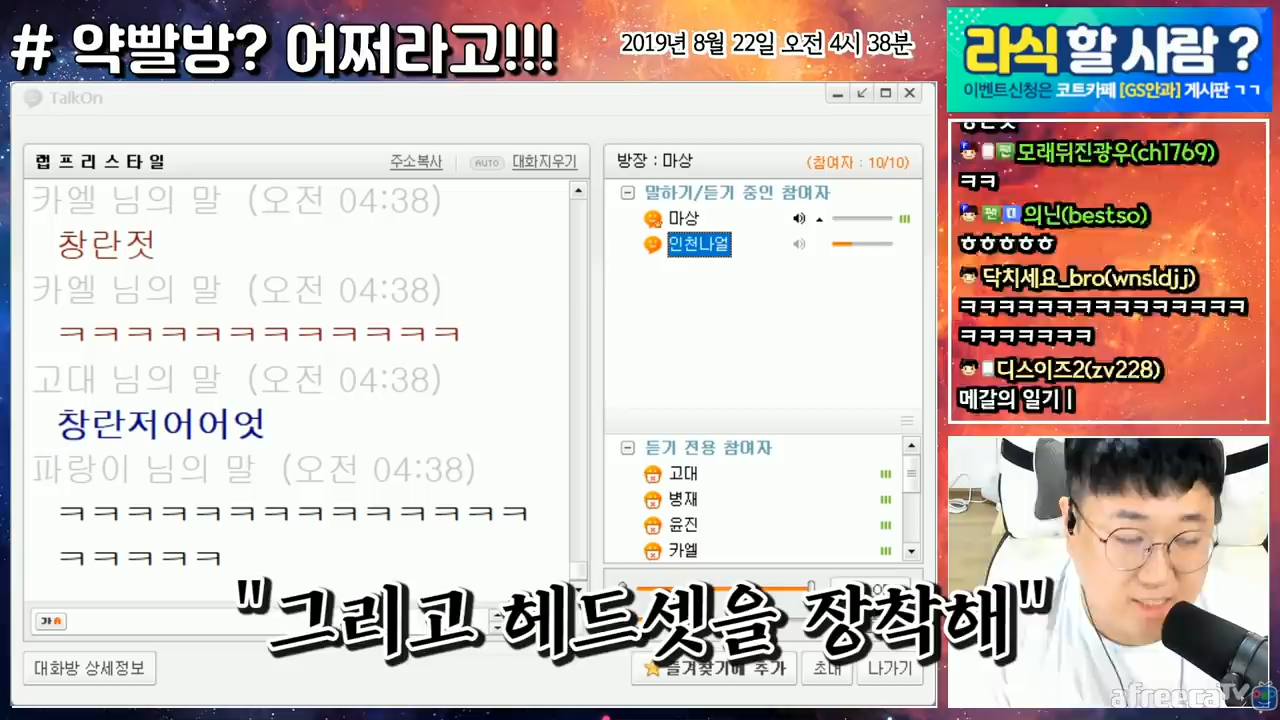 # 약빨방? 어쩌라고!!!
2019년 8월 22일 오전 4시 38분
라식 할 사람 ?
이벤트신청은 코트카페 [GS안과] 게시판 ㄱㄱ
TalkOn
렙 프 리 스 타 일
주소복사
AUTO
대화지우기
카엘 님의 말 (오전 04:38)
창란젓
카엘 님의 말 (오전 04:38)
ㅋㅋㅋㅋㅋㅋㅋㅋㅋㅋㅋㅋ
고대 님의 말 (오전 04:38)
창란저어어엇
파랑이 님의 말 (오전 04:38)
ㅋㅋㅋㅋㅋㅋㅋㅋㅋㅋㅋㅋㅋㅋ
ㅋㅋㅋㅋㅋ
가
대화방 상세정보
방장 : 마상
(참여자 : 10/10)
말하기/듣기 중인 참여자
마상
인천나얼
듣기 전용 참여자
고대
병재
윤진
카엘
"그리고 헤드셋을 장착해"
즐겨찾기에 추가
초대
나가기
모래뒤진광우(ch1769)
ㅋㅋ
의닌(bestso)
ㅎㅎㅎㅎㅎ
닥치세요_bro(wnsldjj)
ㅋㅋㅋㅋㅋㅋㅋㅋㅋㅋㅋㅋㅋㅋㅋ
ㅋㅋㅋㅋㅋㅋㅋ
디스이즈2(zv228)
메갈의 일기 |
afreecaTV